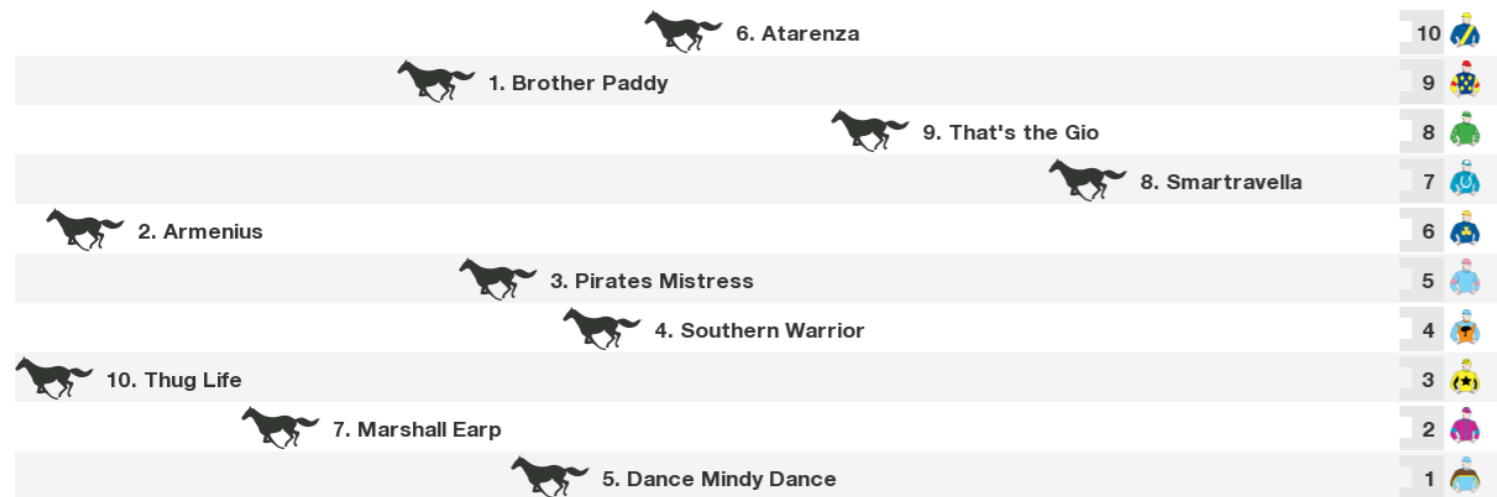 6. Atarenza 10
1. Brother Paddy 9
9. That's the Gio 8
8. Smartravella 7
2. Armenius 6
3. Pirates Mistress 5
4. Southern Warrior 4
10. Thug Life 3
7. Marshall Earp 2
5. Dance Mindy Dance 1